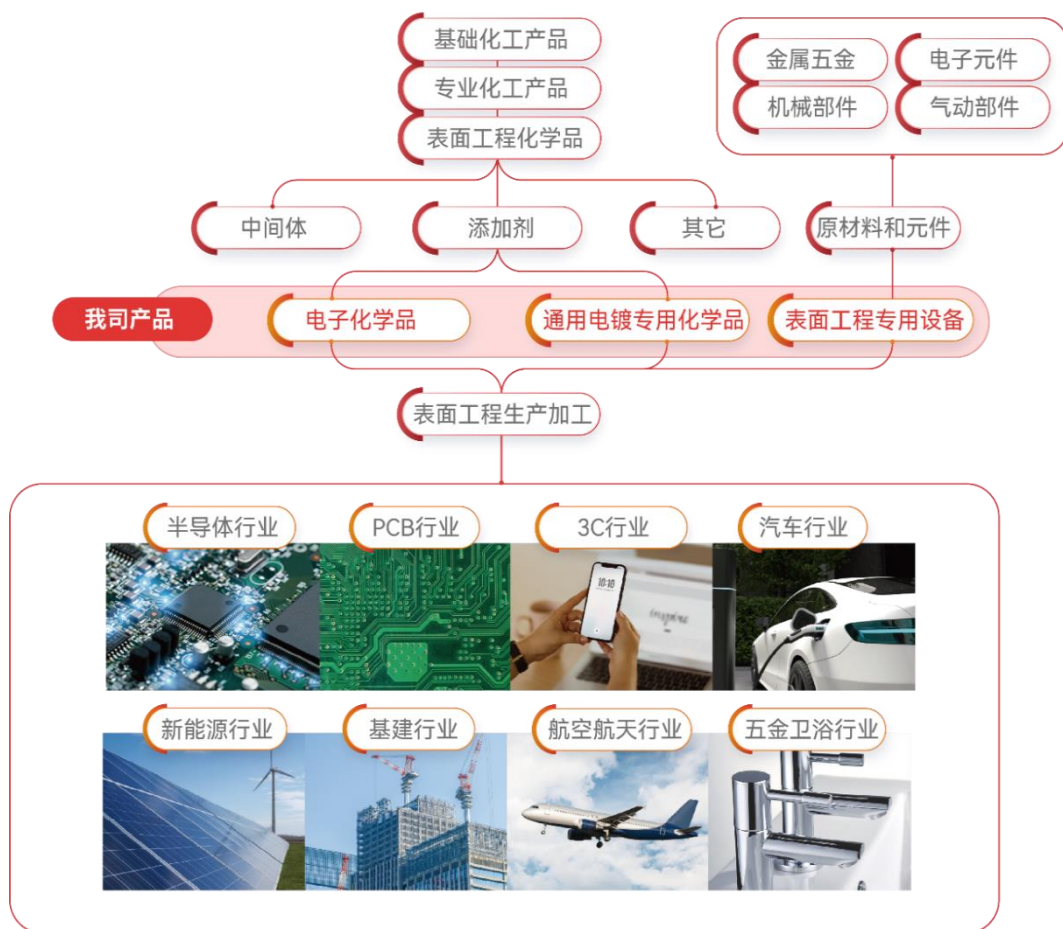 基础化工产品
专业化工产品
表面工程化学品
金属五金
电子元件
机械部件
气动部件
中间体
添加剂
其它
原材料和元件
我司产品
电子化学品
通用电镀专用化学品
表面工程专用设备
表面工程生产加工
半导体行业
PCB行业
3C行业
汽车行业
10:10
新能源行业
基建行业
航空航天行业
五金卫浴行业